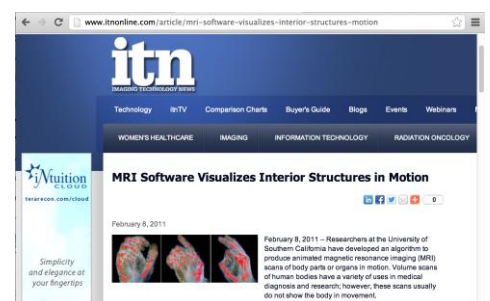 www.itnonline.com/article/mri-software-visualizes-interior-structures-motion
itn
IMAGING TECHNOLOGY NEWS
Technology itnTV Comparison Charts Buyer's Guide Blogs Events Webinars
WOMEN'S HEALTHCARE IMAGING INFORMATION TECHNOLOGY RADIATION ONCOLOGY
iNtuition
CLOUD
terarecon.com/cloud
Simplicity
and elegance at
your fingertips
MRI Software Visualizes Interior Structures in Motion
0
February 8, 2011
February 8, 2011 – Researchers at the University of
Southern California have developed an algorithm to
produce animated magnetic resonance imaging (MRI)
scans of body parts or organs in motion. Volume scans
of human bodies have a variety of uses in medical
diagnosis and research; however, these scans usually
do not show the body in movement.